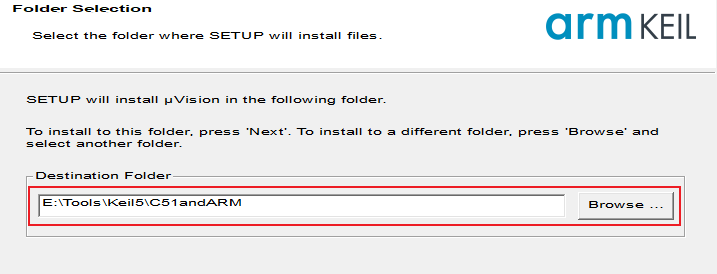 Folder Selection
Select the folder where SETUP will install files.
arm KEIL
SETUP will install µVision in the following folder.
To install to this folder, press 'Next'. To install to a different folder, press 'Browse' and
select another folder.
Destination Folder
E:\Tools\Keil5\C51andARM
Browse ...